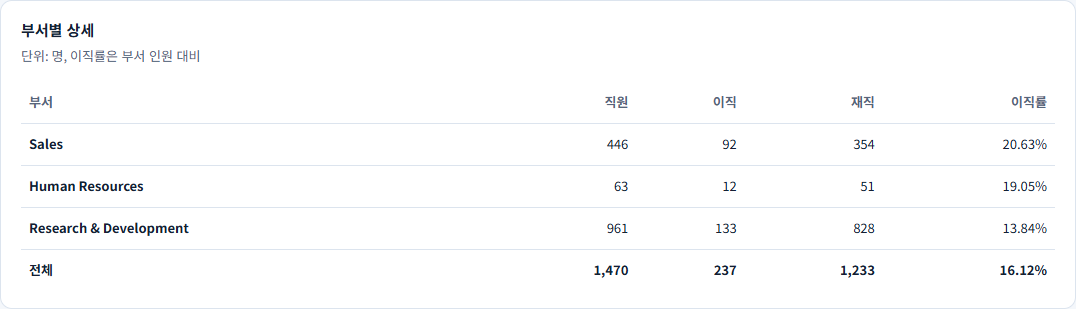 부서별 상세
단위: 명, 이직률은 부서 인원 대비
부서 직원 이직 재직 이직률
Sales 446 92 354 20.63%
Human Resources 63 12 51 19.05%
Research & Development 961 133 828 13.84%
전체 1,470 237 1,233 16.12%